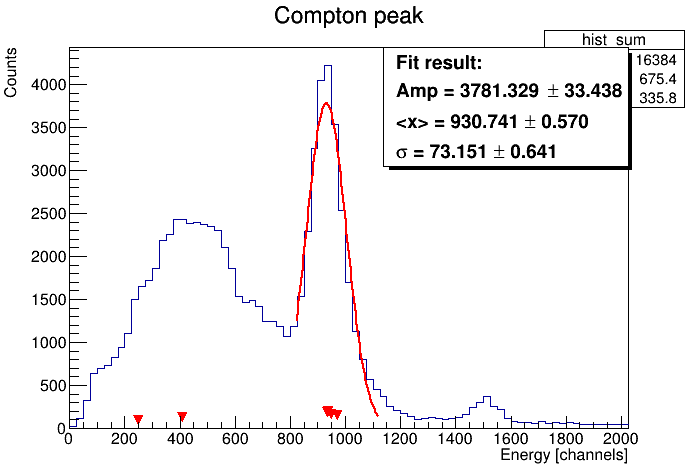 Compton peak
hist_sum
16384
675.4
335.8
Fit result:
Amp = 3781.329 ± 33.438
<x> = 930.741 ± 0.570
σ = 73.151 ± 0.641
Counts
4000
3500
3000
2500
2000
1500
1000
500
0
0 200 400 600 800 1000 1200 1400 1600 1800 2000
Energy [channels]